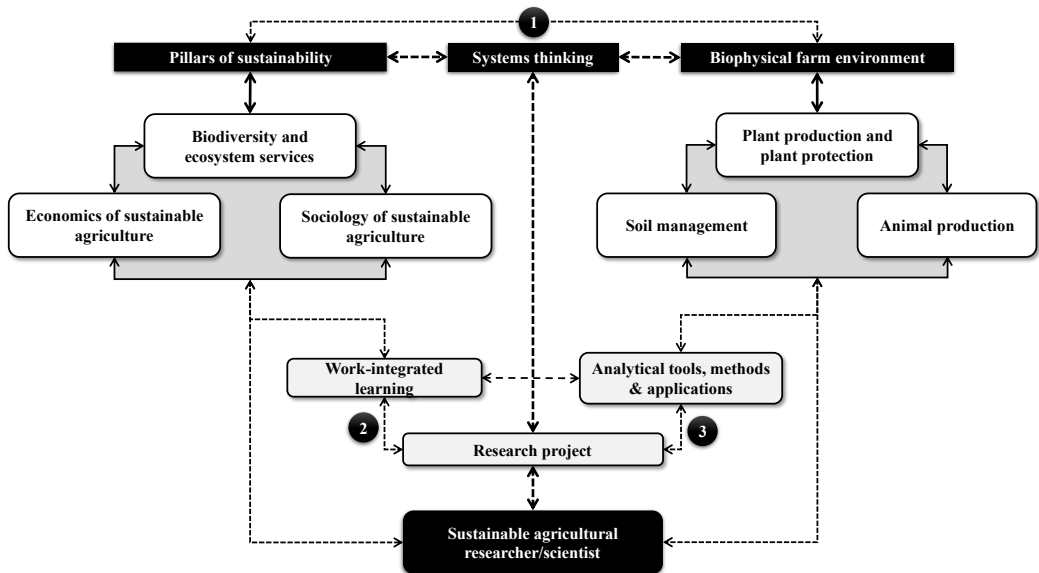 1
Pillars of sustainability
Systems thinking
Biophysical farm environment
Biodiversity and
ecosystem services
Plant production and
plant protection
Economics of sustainable
agriculture
Sociology of sustainable
agriculture
Soil management
Animal production
Work-integrated
learning
Analytical tools, methods
& applications
2
3
Research project
Sustainable agricultural
researcher/scientist